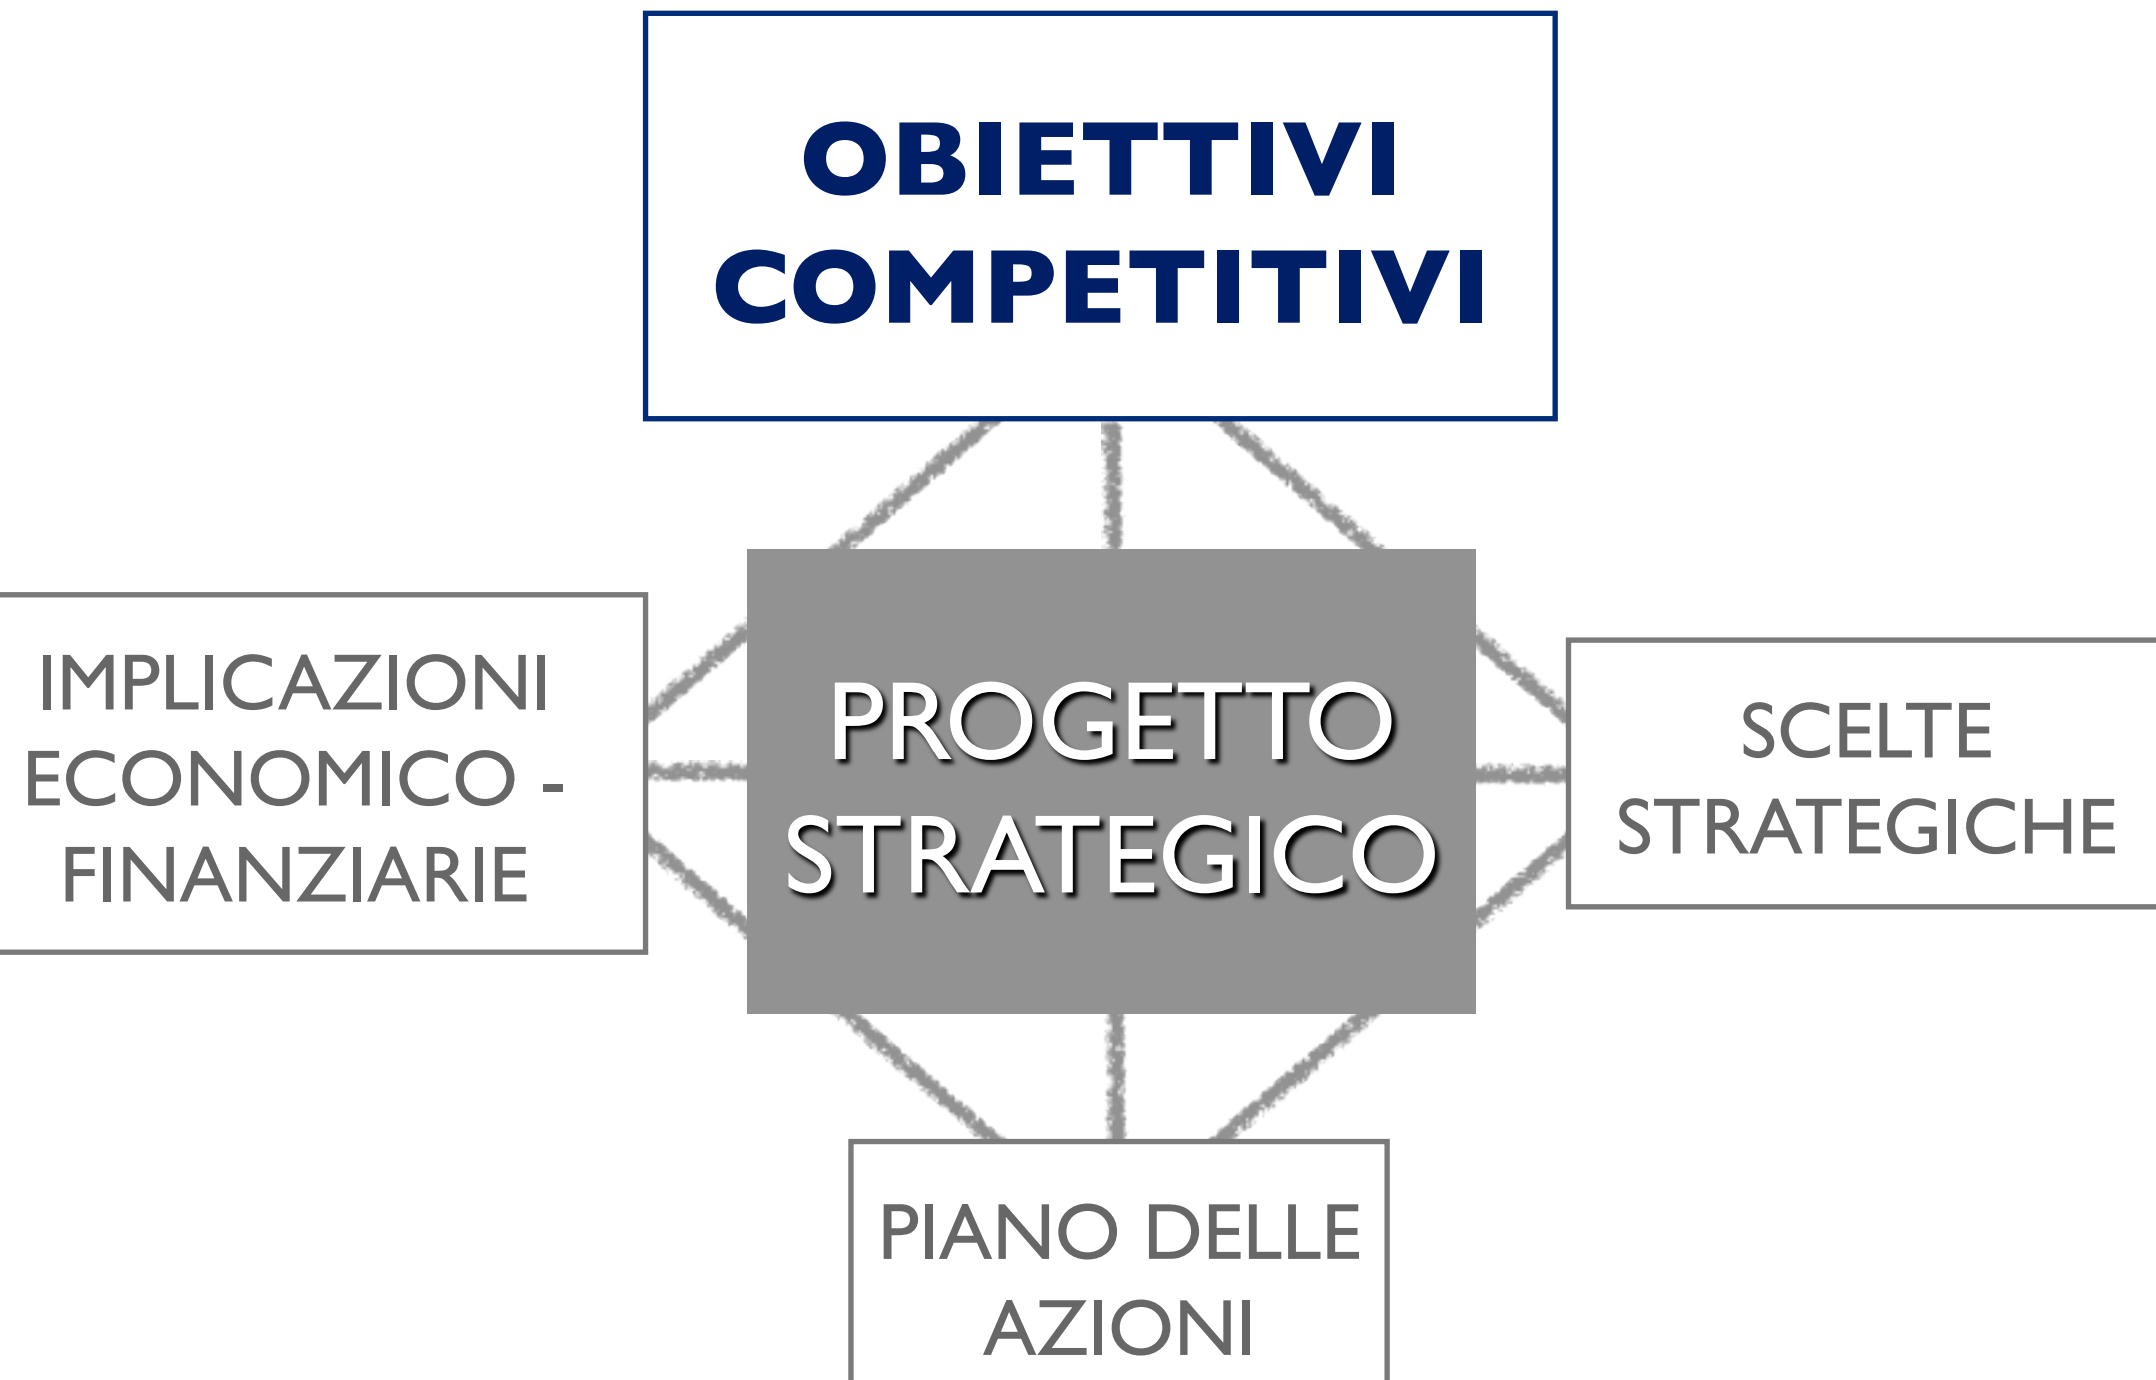 OBIETTIVI
COMPETITIVI
IMPLICAZIONI
ECONOMICO -
FINANZIARIE
PROGETTO
STRATEGICO
SCELTE
STRATEGICHE
PIANO DELLE
AZIONI